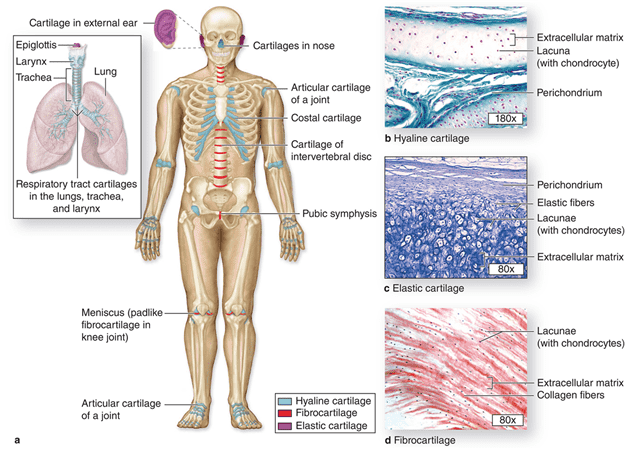 Cartilage in external ear
Epiglottis
Larynx
Trachea
Lung
Respiratory tract cartilages
in the lungs, trachea,
and larynx
Cartilages in nose
Articular cartilage
of a joint
Costal cartilage
Cartilage of
intervertebral disc
Pubic symphysis
Meniscus (padlike
fibrocartilage in
knee joint)
Articular cartilage
of a joint
Hyaline cartilage
Fibrocartilage
Elastic cartilage
a
Extracellular matrix
Lacuna
(with chondrocyte)
Perichondrium
180x
b Hyaline cartilage
Perichondrium
Elastic fibers
Lacunae
(with chondrocytes)
Extracellular matrix
80x
c Elastic cartilage
Lacunae
(with chondrocytes)
Extracellular matrix
Collagen fibers
80x
d Fibrocartilage